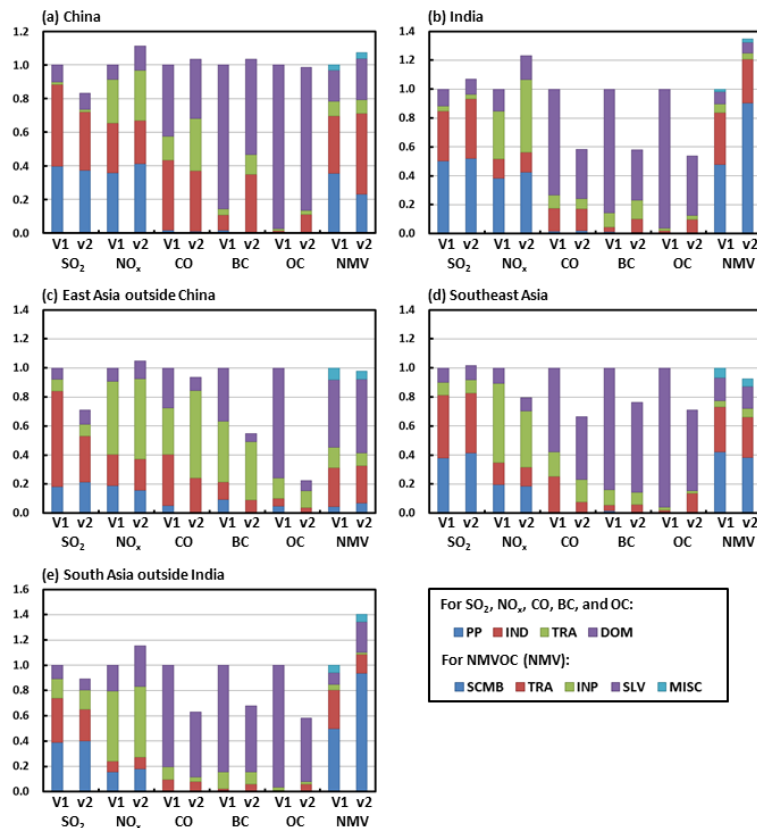 (a) China
1.2
1.0
0.8
0.6
0.4
0.2
0.0
V1 v2 V1 v2 V1 v2 V1 v2 V1 v2 V1 v2
SO₂ NOₓ CO BC OC NMV
(b) India
1.4
1.2
1.0
0.8
0.6
0.4
0.2
0.0
V1 v2 V1 v2 V1 v2 V1 v2 V1 v2 V1 v2
SO₂ NOₓ CO BC OC NMV
(c) East Asia outside China
1.4
1.2
1.0
0.8
0.6
0.4
0.2
0.0
V1 v2 V1 v2 V1 v2 V1 v2 V1 v2 V1 v2
SO₂ NOₓ CO BC OC NMV
(d) Southeast Asia
1.4
1.2
1.0
0.8
0.6
0.4
0.2
0.0
V1 v2 V1 v2 V1 v2 V1 v2 V1 v2 V1 v2
SO₂ NOₓ CO BC OC NMV
(e) South Asia outside India
1.6
1.4
1.2
1.0
0.8
0.6
0.4
0.2
0.0
V1 v2 V1 v2 V1 v2 V1 v2 V1 v2 V1 v2
SO₂ NOₓ CO BC OC NMV
For SO₂, NOₓ, CO, BC, and OC:
PP IND TRA DOM
For NMVOC (NMV):
SCMB TRA INP SLV MISC